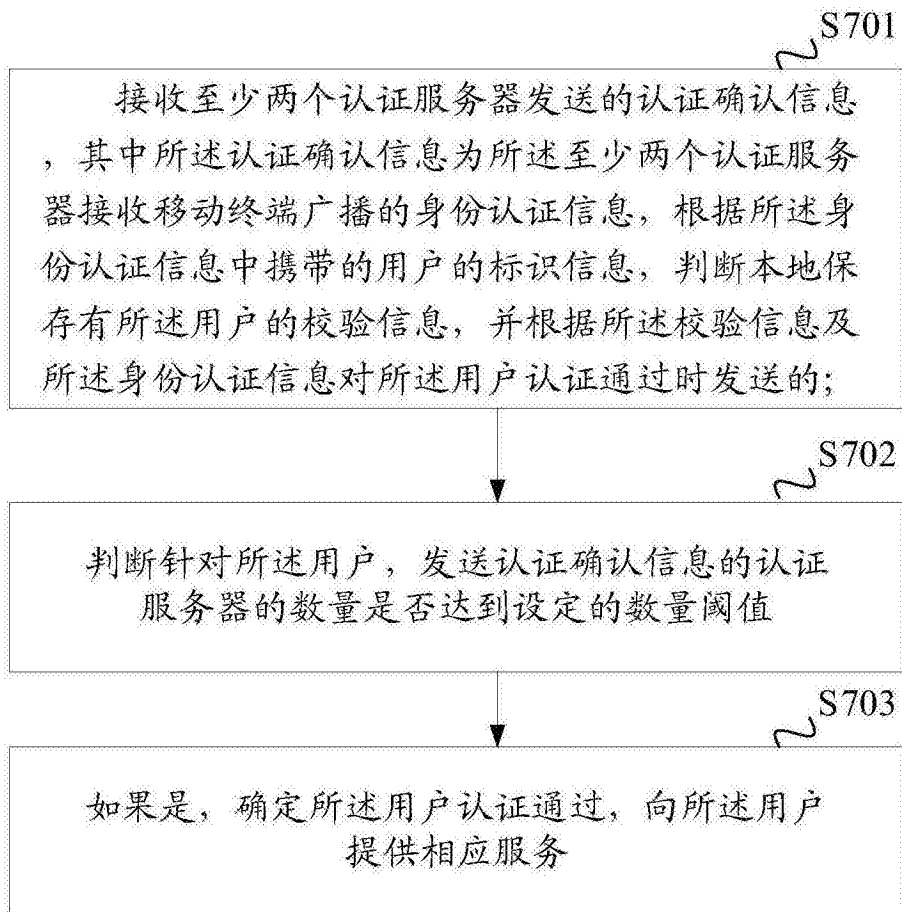 S701
接收至少两个认证服务器发送的认证确认信息
，其中所述认证确认信息为所述至少两个认证服务
器接收移动终端广播的身份认证信息，根据所述身
份认证信息中携带的用户的标识信息，判断本地保
存有所述用户的校验信息，并根据所述校验信息及
所述身份认证信息对所述用户认证通过时发送的；
S702
判断针对所述用户，发送认证确认信息的认证
服务器的数量是否达到设定的数量阈值
S703
如果是，确定所述用户认证通过，向所述用户
提供相应服务